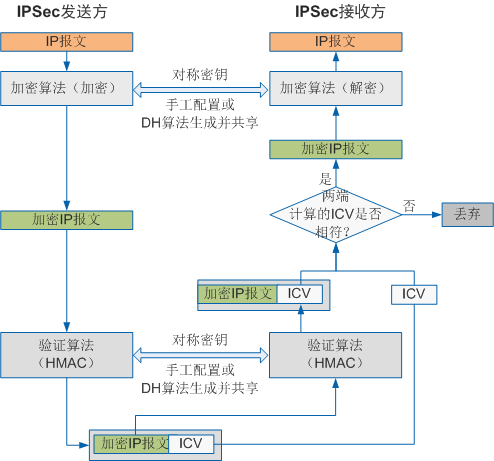 IPSec发送方
IPSec接收方
IP报文
IP报文
加密算法（加密）
对称密钥
加密算法（解密）
手工配置或
DH算法生成并共享
加密IP报文
是
两端
计算的ICV是否
相符？
否
丢弃
加密IP报文
加密IP报文
ICV
ICV
验证算法
（HMAC）
对称密钥
手工配置或
DH算法生成并共享
验证算法
（HMAC）
加密IP报文
ICV